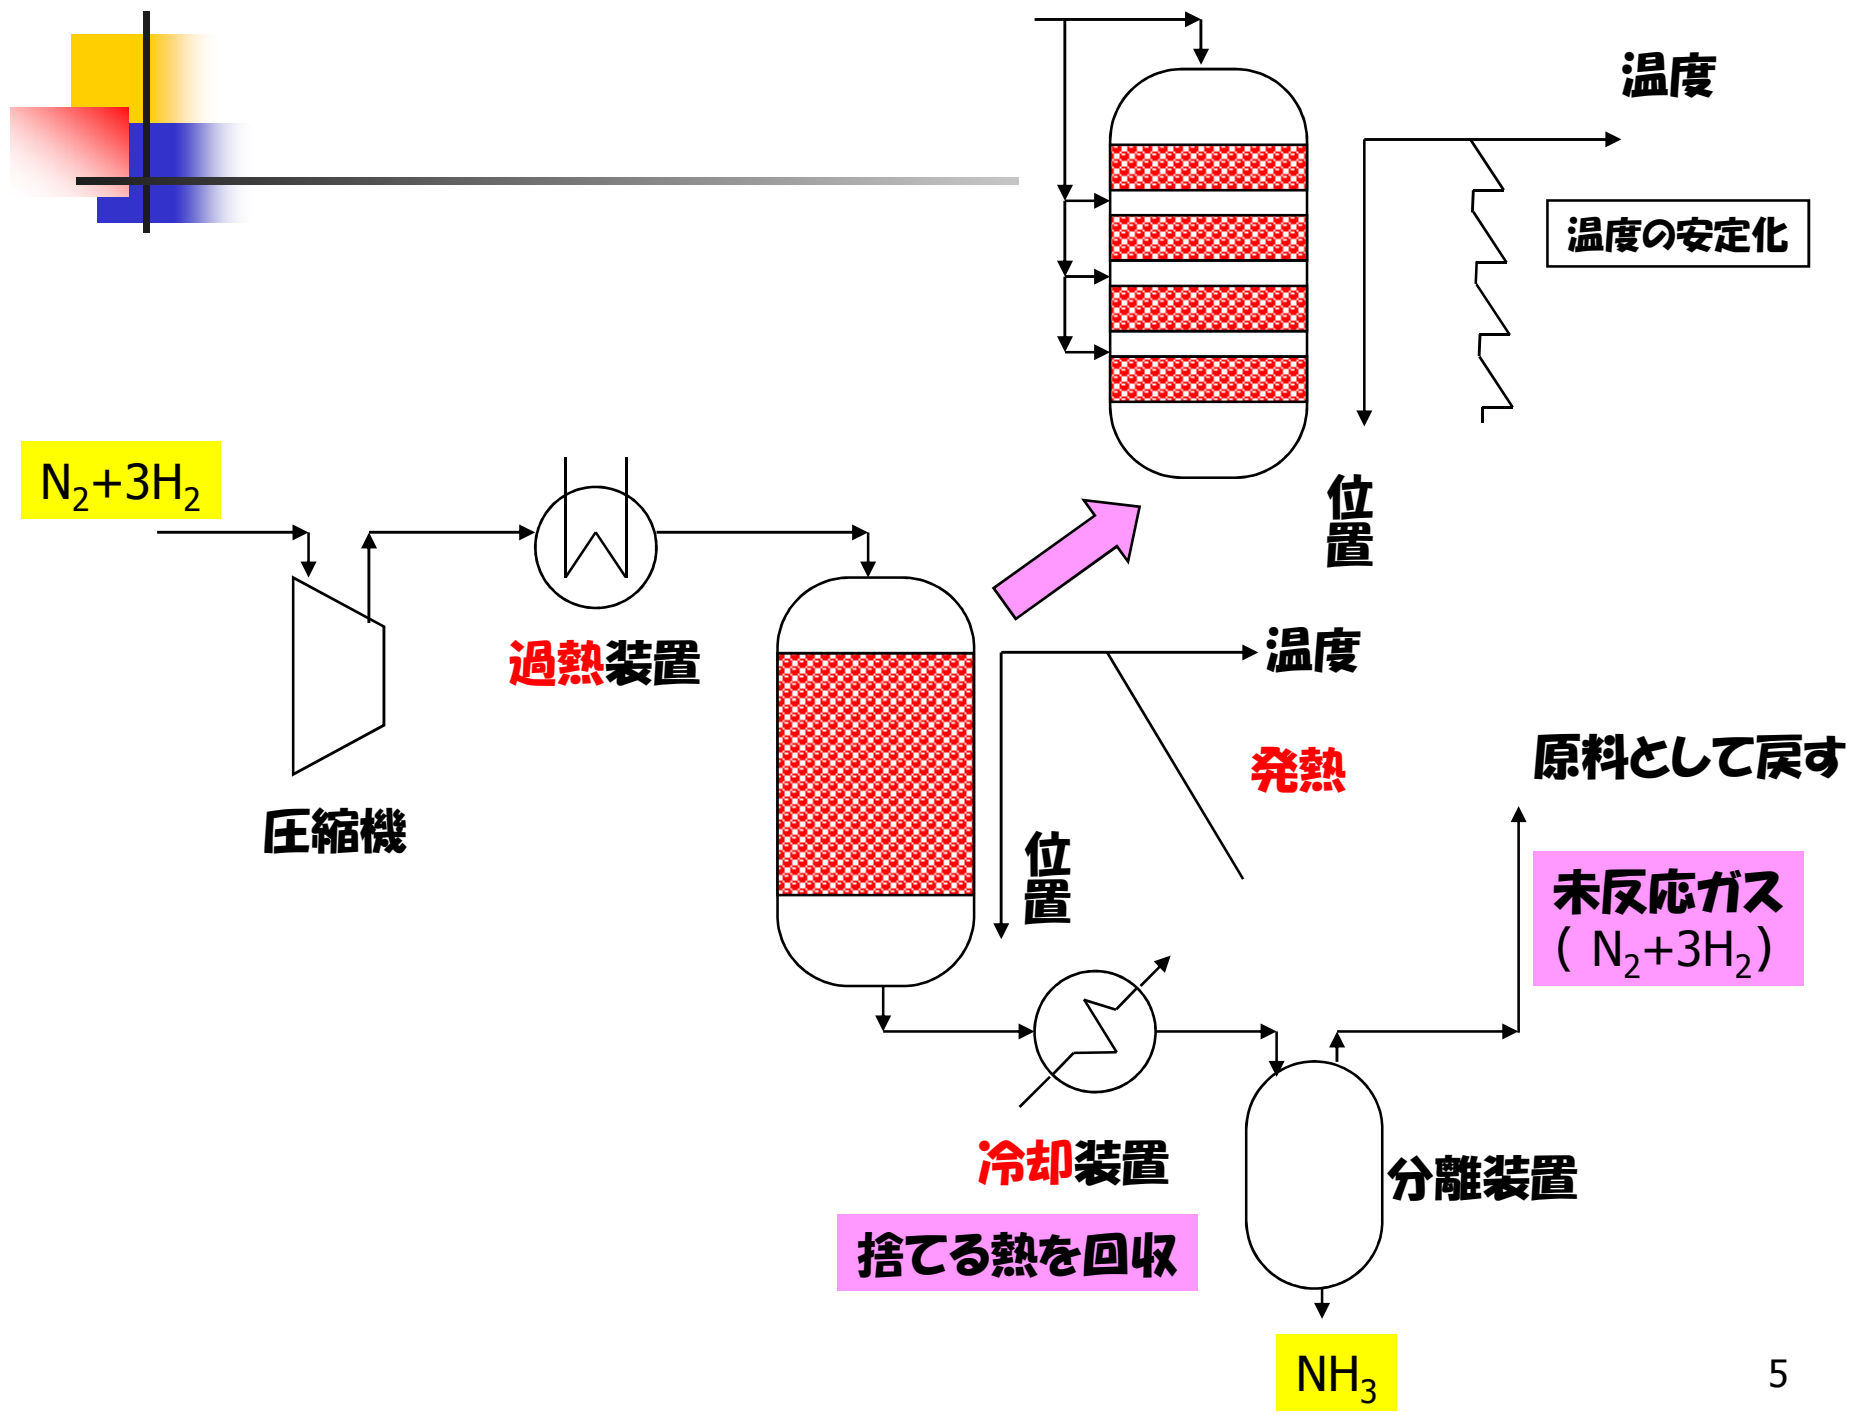 温度
温度の安定化
位
置
N₂+3H₂
過熱装置
圧縮機
温度
発熱
位
置
原料として戻す
未反応ガス
( N₂+3H₂)
冷却装置
分離装置
捨てる熱を回収
NH₃
5